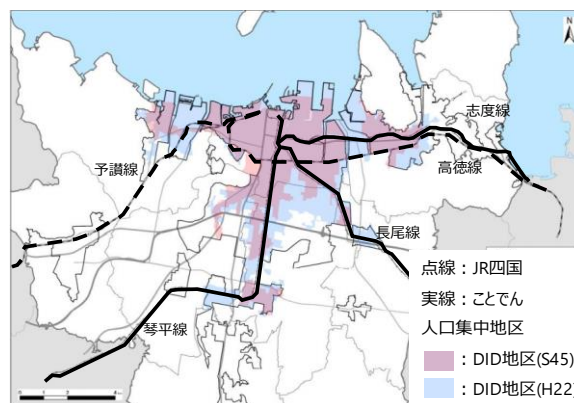 N
志度線
予讃線
高徳線
長尾線
琴平線
点線：JR四国
実線：ことでん
人口集中地区
：DID地区(S45)
：DID地区(H22)